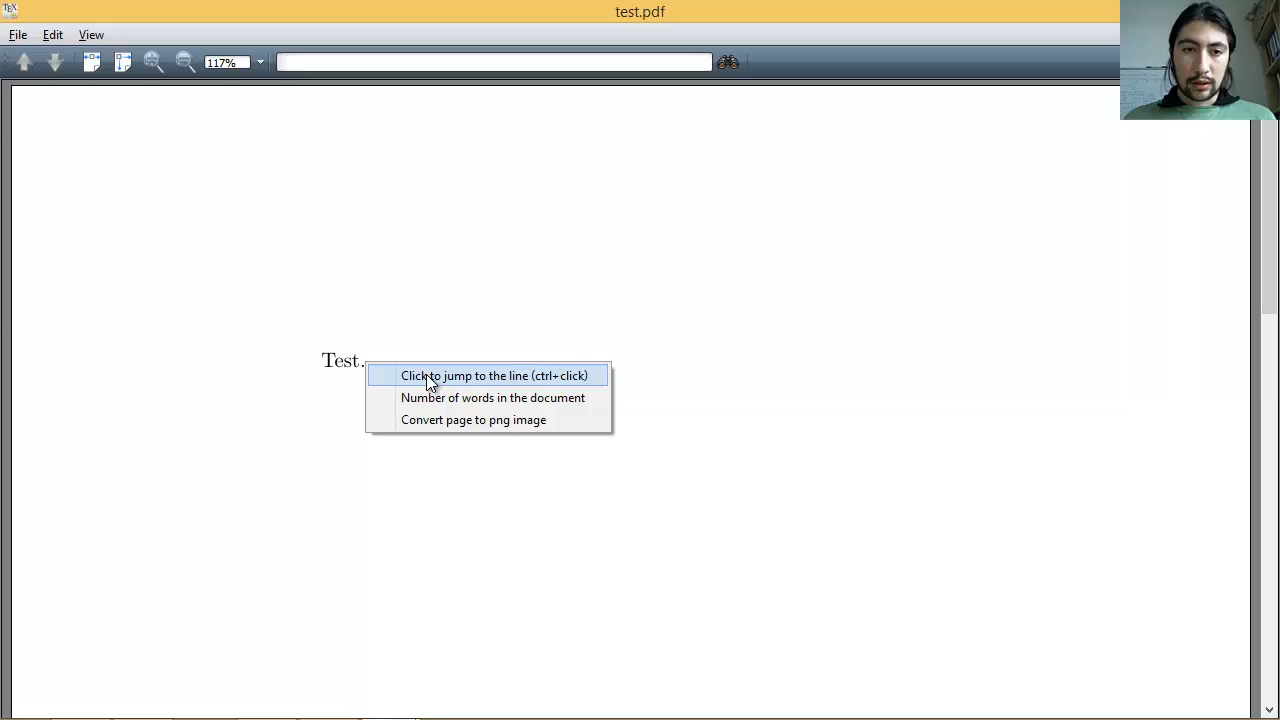 TEX
test.pdf
File Edit View
117%
Test.
Click to jump to the line (ctrl+click)
Number of words in the document
Convert page to png image